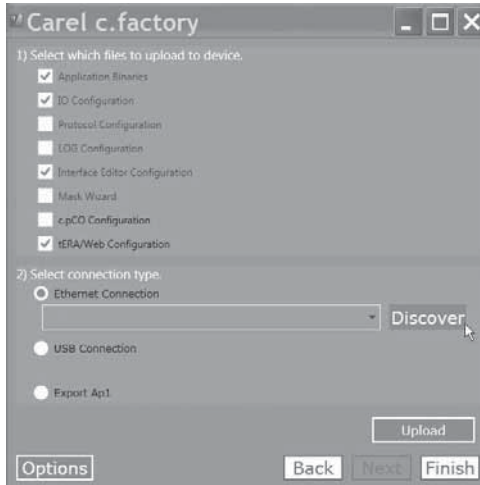 Carel c.factory
1) Select which files to upload to device.
Application Binaries
IO Configuration
Protocol Configuration
LOG Configuration
Interface Editor Configuration
Mask Wizard
c.pCO Configuration
tERA/Web Configuration
2) Select connection type.
Ethernet Connection
Discover
USB Connection
Export Ap1
Upload
Options Back Next Finish